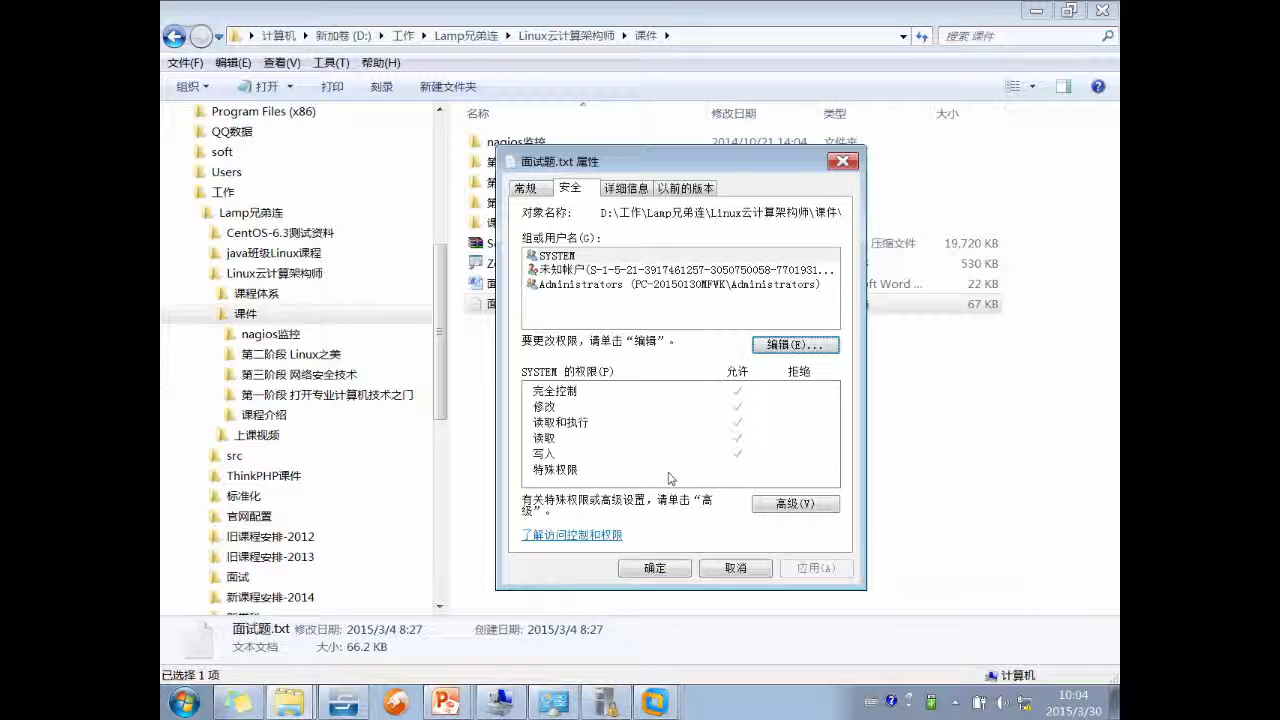 计算机 新加卷 (D:) 工作 Lamp兄弟连 Linux云计算架构师 课件
搜索 课件
文件(F) 编辑(E) 查看(V) 工具(T) 帮助(H)
组织 打开 打印 刻录 新建文件夹
Program Files (x86)
QQ数据
soft
Users
工作
Lamp兄弟连
CentOS-6.3测试资料
java班级Linux课程
Linux云计算架构师
课程体系
课件
nagios监控
第二阶段 Linux之美
第三阶段 网络安全技术
第一阶段 打开专业计算机技术之门
课程介绍
上课视频
src
ThinkPHP课件
标准化
官网配置
旧课程安排-2012
旧课程安排-2013
面试
新课程安排-2014
名称 修改日期 类型 大小
nagios监控 2014/10/21 14:04 文件夹
压缩文件 19,720 KB
530 KB
oft Word ... 22 KB
67 KB
面试题.txt 属性
常规 安全 详细信息 以前的版本
对象名称: D:\工作\Lamp兄弟连\Linux云计算架构师\课件\
组或用户名(G):
SYSTEM
未知帐户(S-1-5-21-3917461257-3050750058-7701931...
Administrators (PC-20150130MFWK\Administrators)
要更改权限，请单击“编辑”。
编辑(E)...
SYSTEM 的权限(P) 允许 拒绝
完全控制
修改
读取和执行
读取
写入
特殊权限
有关特殊权限或高级设置，请单击“高
级”。
高级(V)
了解访问控制和权限
确定 取消 应用(A)
面试题.txt 修改日期: 2015/3/4 8:27 创建日期: 2015/3/4 8:27
文本文档 大小: 66.2 KB
已选择 1 项
计算机
10:04
2015/3/30